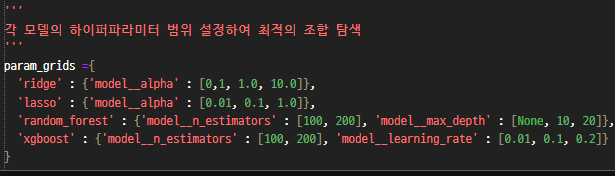 '''
각 모델의 하이퍼파라미터 범위 설정하여 최적의 조합 탐색
'''
param_grids ={
  'ridge' : {'model__alpha' : [0,1, 1.0, 10.0]},
  'lasso' : {'model__alpha' : [0.01, 0.1, 1.0]},
  'random_forest' : {'model__n_estimators' : [100, 200], 'model__max_depth' : [None, 10, 20]},
  'xgboost' : {'model__n_estimators' : [100, 200], 'model__learning_rate' : [0.01, 0.1, 0.2]}
}